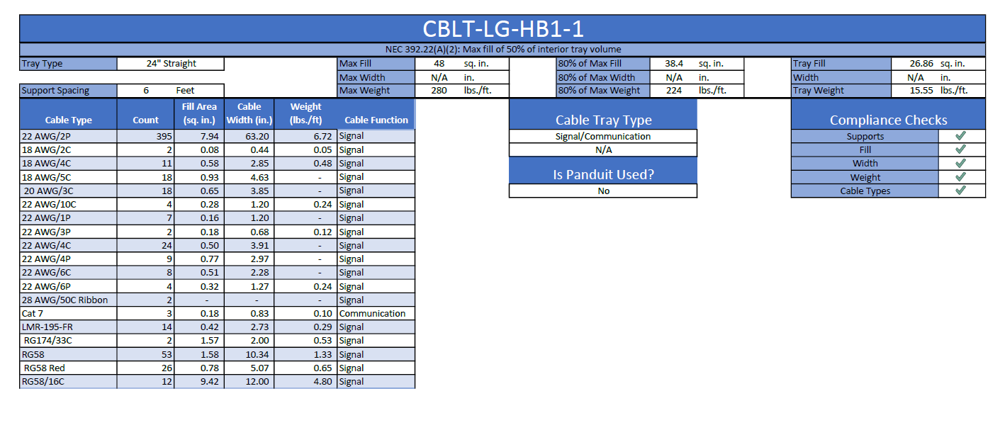 CBLT-LG-HB1-1
NEC 392.22(A)(2): Max fill of 50% of interior tray volume
Tray Type 24" Straight Max Fill 48 sq. in. 80% of Max Fill 38.4 sq. in. Tray Fill 26.86 sq. in.
Max Width N/A in. 80% of Max Width N/A in. Width N/A in.
Support Spacing 6 Feet Max Weight 280 lbs./ft. 80% of Max Weight 224 lbs./ft. Tray Weight 15.55 lbs./ft.
Cable Type Count Fill Area (sq. in.) Cable Width (in.) Weight (lbs./ft) Cable Function Cable Tray Type Compliance Checks
22 AWG/2P 395 7.94 63.20 6.72 Signal Signal/Communication Supports ✓
18 AWG/2C 2 0.08 0.44 0.05 Signal N/A Fill ✓
18 AWG/4C 11 0.58 2.85 0.48 Signal Is Panduit Used? Width ✓
18 AWG/5C 18 0.93 4.63 - Signal Weight ✓
20 AWG/3C 18 0.65 3.85 - Signal No Cable Types ✓
22 AWG/10C 4 0.28 1.20 0.24 Signal
22 AWG/1P 7 0.16 1.20 - Signal
22 AWG/3P 2 0.18 0.68 0.12 Signal
22 AWG/4C 24 0.50 3.91 - Signal
22 AWG/4P 9 0.77 2.97 - Signal
22 AWG/6C 8 0.51 2.28 - Signal
22 AWG/6P 4 0.32 1.27 0.24 Signal
28 AWG/50C Ribbon 2 - - - Signal
Cat 7 3 0.18 0.83 0.10 Communication
LMR-195-FR 14 0.42 2.73 0.29 Signal
RG174/33C 2 1.57 2.00 0.53 Signal
RG58 53 1.58 10.34 1.33 Signal
RG58 Red 26 0.78 5.07 0.65 Signal
RG58/16C 12 9.42 12.00 4.80 Signal